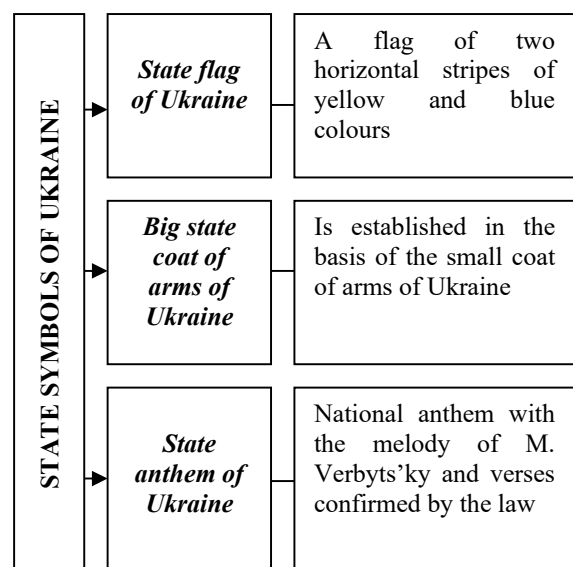 STATE SYMBOLS OF UKRAINE
State flag
of Ukraine
A flag of two
horizontal stripes of
yellow and blue
colours
Big state
coat of
arms of
Ukraine
Is established in the
basis of the small coat
of arms of Ukraine
State
anthem of
Ukraine
National anthem with
the melody of M.
Verbyts’ky and verses
confirmed by the law